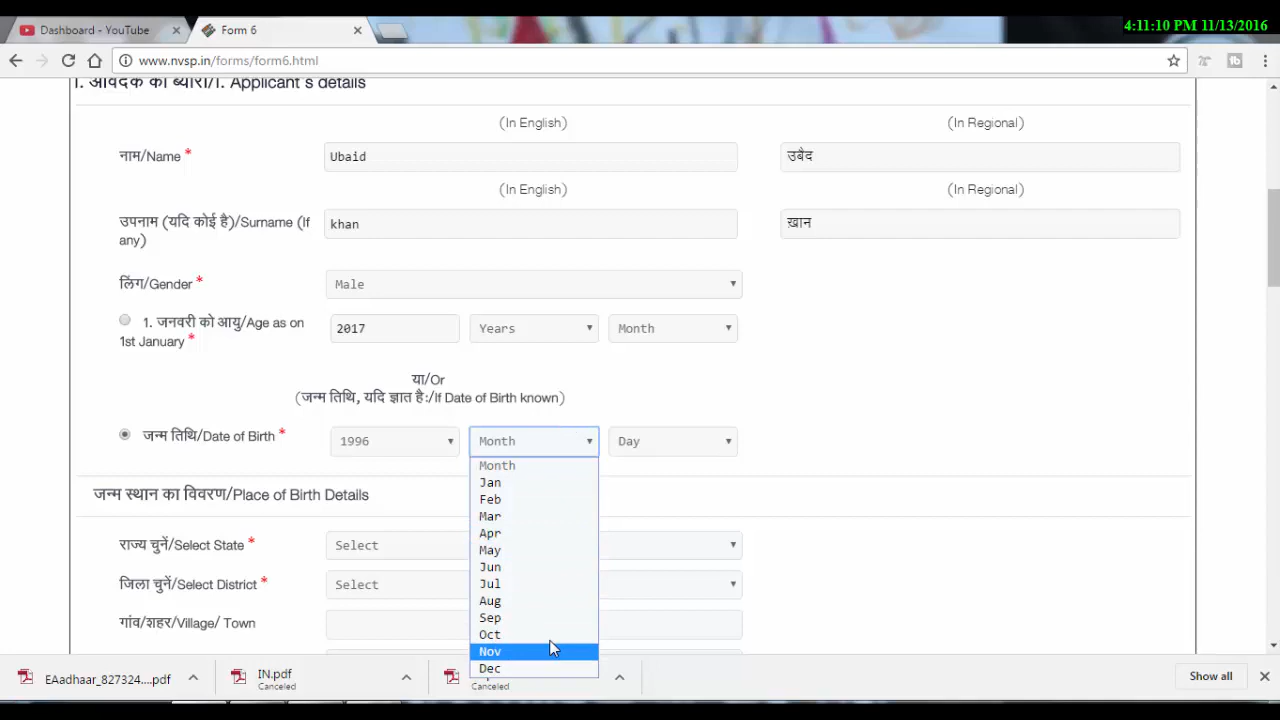 Dashboard - YouTube
Form 6
4:11:10 PM 11/13/2016
www.nvsp.in/forms/form6.html
1. आवेदक का ब्यौरा/1. Applicant's details
(In English) (In Regional)
नाम/Name * Ubaid उबैद
(In English) (In Regional)
उपनाम (यदि कोई है)/Surname (If any) khan ख़ान
लिंग/Gender * Male
1. जनवरी को आयु/Age as on 1st January * 2017 Years Month
या/Or
(जन्म तिथि, यदि ज्ञात है:/If Date of Birth known)
जन्म तिथि/Date of Birth * 1996 Month Day
Month
Jan
Feb
Mar
Apr
May
Jun
Jul
Aug
Sep
Oct
Nov
Dec
जन्म स्थान का विवरण/Place of Birth Details
राज्य चुनें/Select State * Select
जिला चुनें/Select District * Select
गांव/शहर/Village/ Town
EAadhaar_827324....pdf
IN.pdf
Canceled
Canceled
Show all